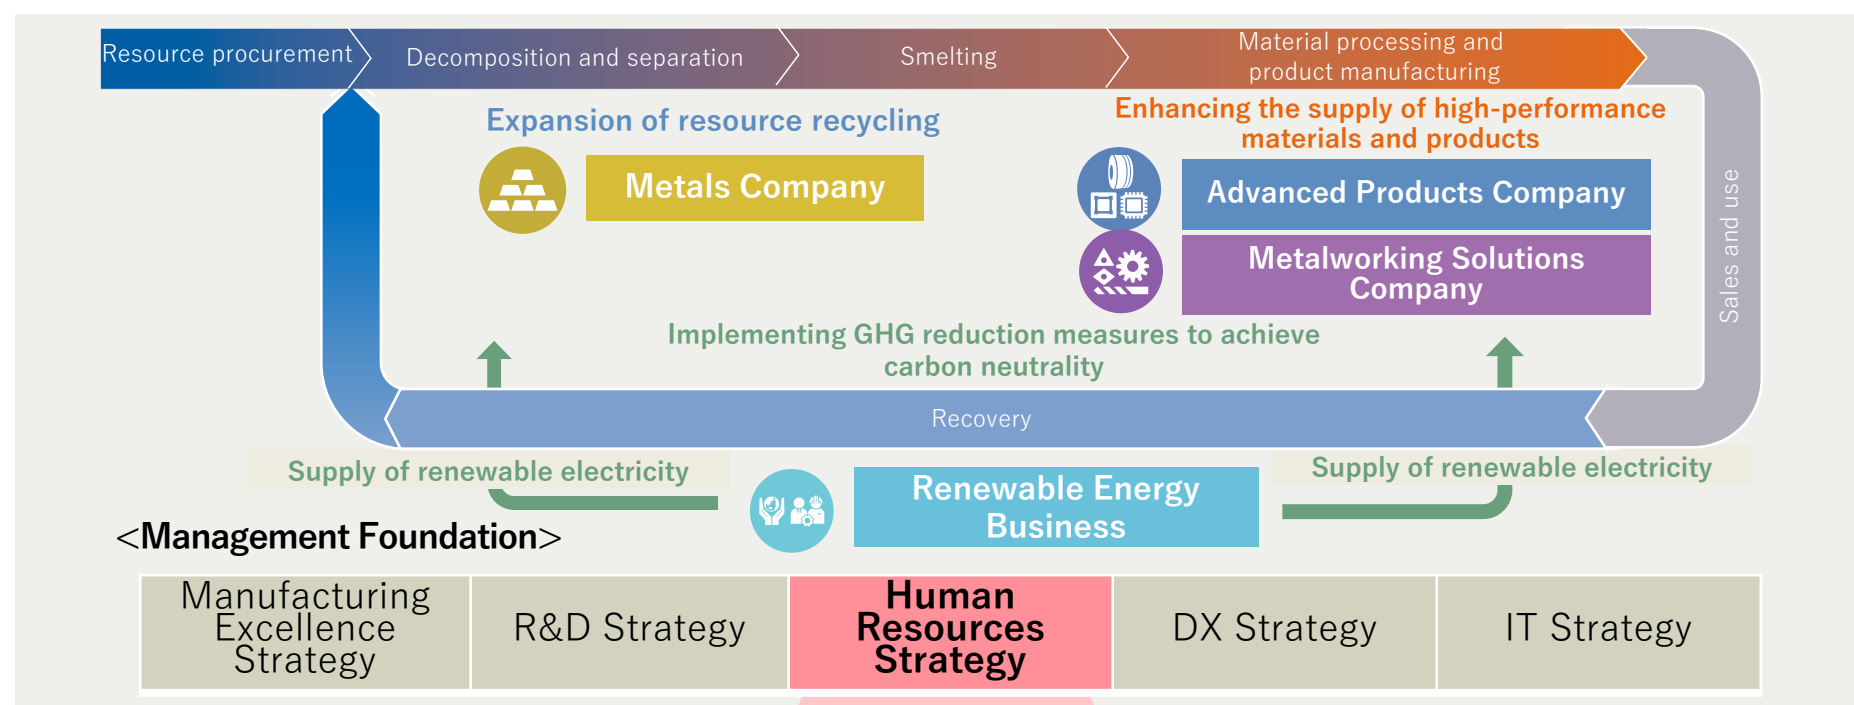 Resource procurement
Decomposition and separation
Smelting
Material processing and
product manufacturing
Expansion of resource recycling
Metals Company
Enhancing the supply of high-performance
materials and products
Advanced Products Company
Metalworking Solutions
Company
Sales and use
Implementing GHG reduction measures to achieve
carbon neutrality
Recovery
Supply of renewable electricity
Supply of renewable electricity
Renewable Energy
Business
<Management Foundation>
Manufacturing
Excellence
Strategy
R&D Strategy
Human
Resources
Strategy
DX Strategy
IT Strategy